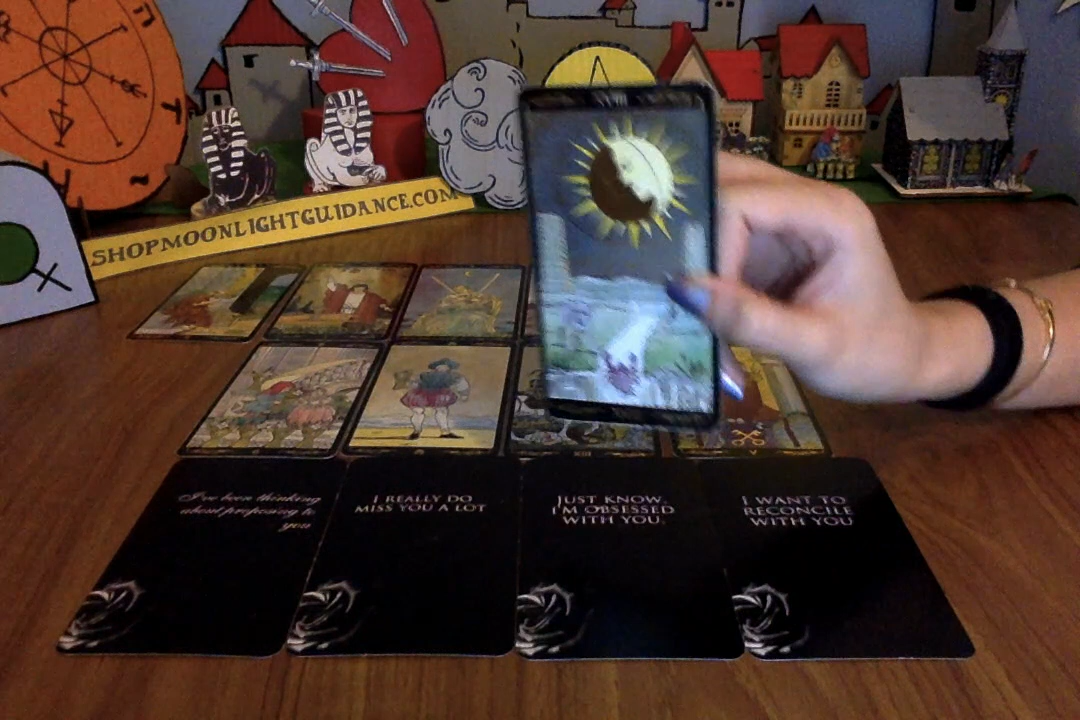 SHOPMOONLIGHTGUIDANCE.COM
I've been thinking
about proposing to
you
I REALLY DO
MISS YOU A LOT
JUST KNOW,
I'M OBSESSED
WITH YOU.
I WANT TO
RECONCILE
WITH YOU
V